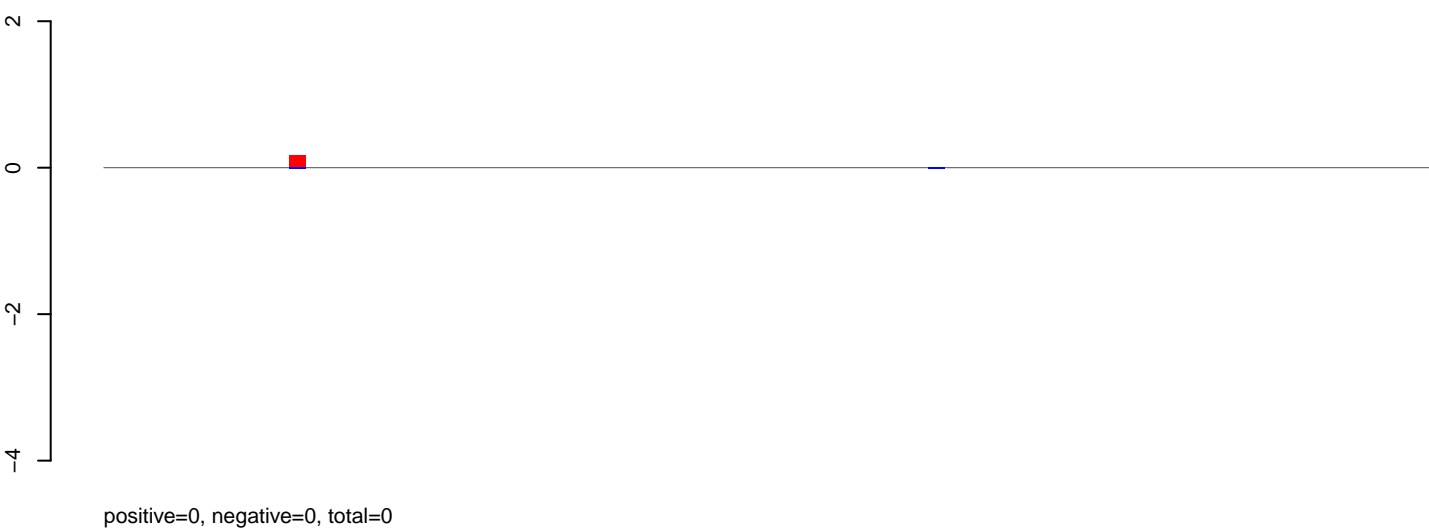 2
0
−2
−4
positive=0, negative=0, total=0